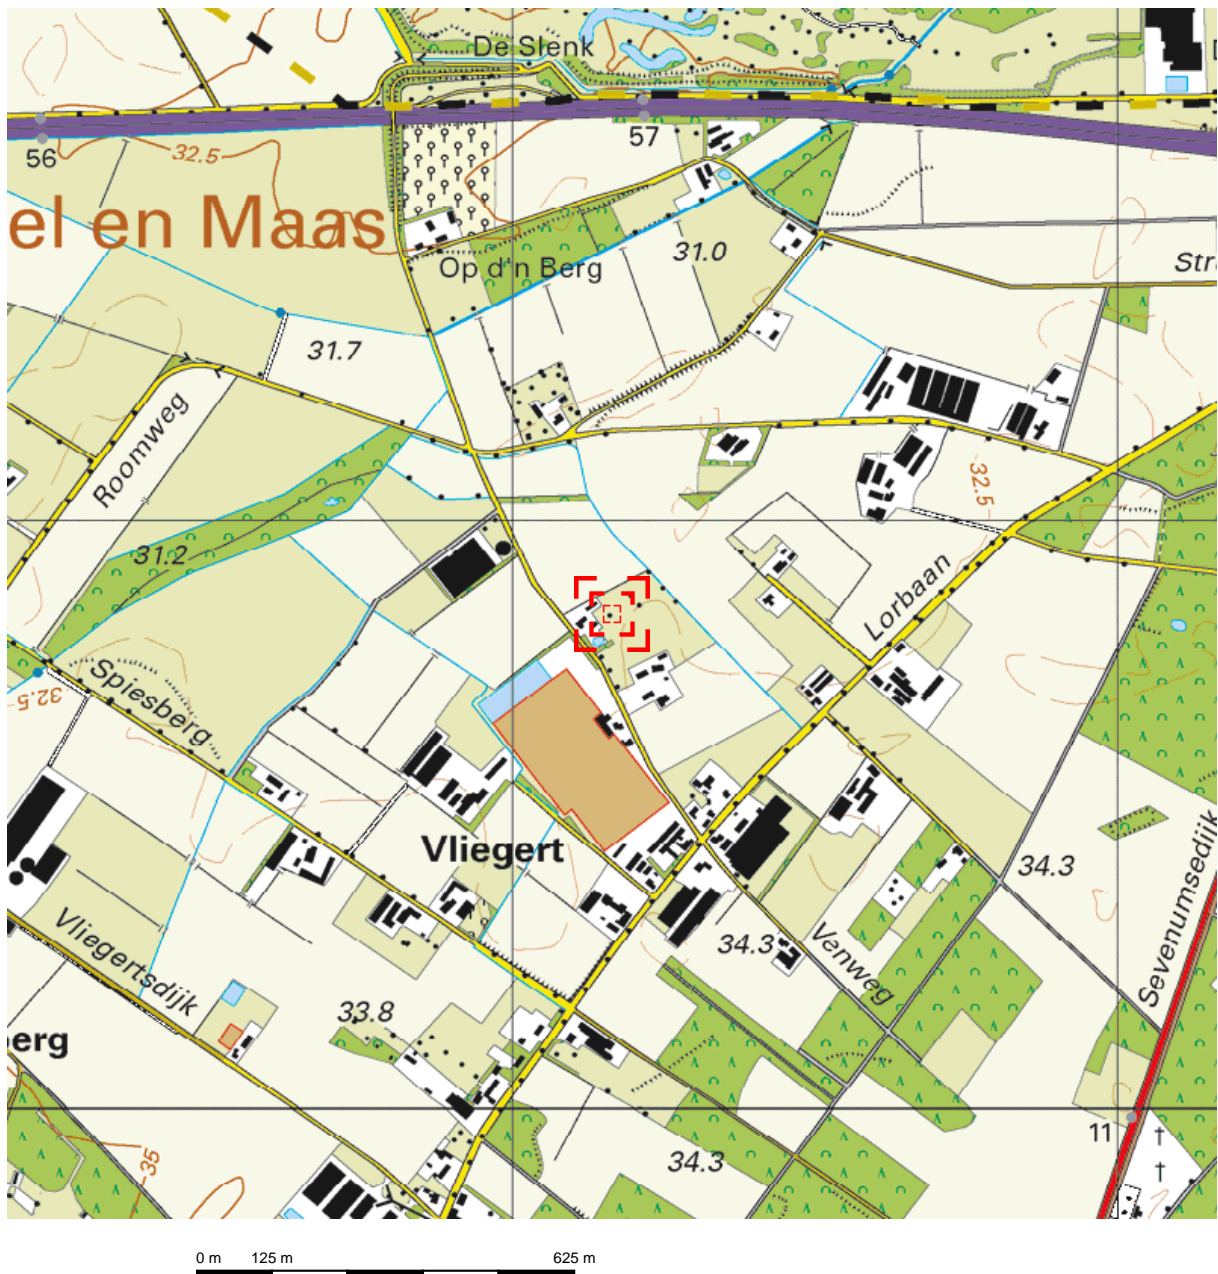 De Slenk
56
57
32.5
el en Maas
31.0
Op d'n Berg
Str
31.7
Roomweg
32.5
31.2
Lorbaan
Spiesberg
32.5
Vliegert
34.3
Sevenumsedijk
Vliegertsdijk
34.3
Venweg
33.8
erg
11
35
34.3
0 m 125 m 625 m